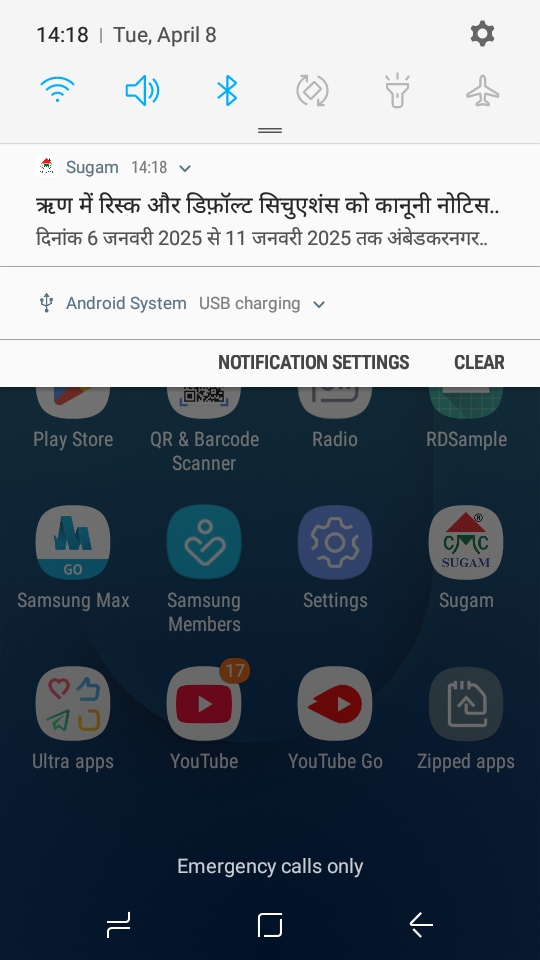 14:18 | Tue, April 8
Sugam 14:18
ऋण में रिस्क और डिफ़ॉल्ट सिचुएशंस को कानूनी नोटिस..
दिनांक 6 जनवरी 2025 से 11 जनवरी 2025 तक अंबेडकरनगर..
Android System USB charging
NOTIFICATION SETTINGS CLEAR
Play Store QR & Barcode Scanner Radio RDSample
CMC
SUGAM
GO
Samsung Max Samsung Members Settings Sugam
17
Ultra apps YouTube YouTube Go Zipped apps
Emergency calls only